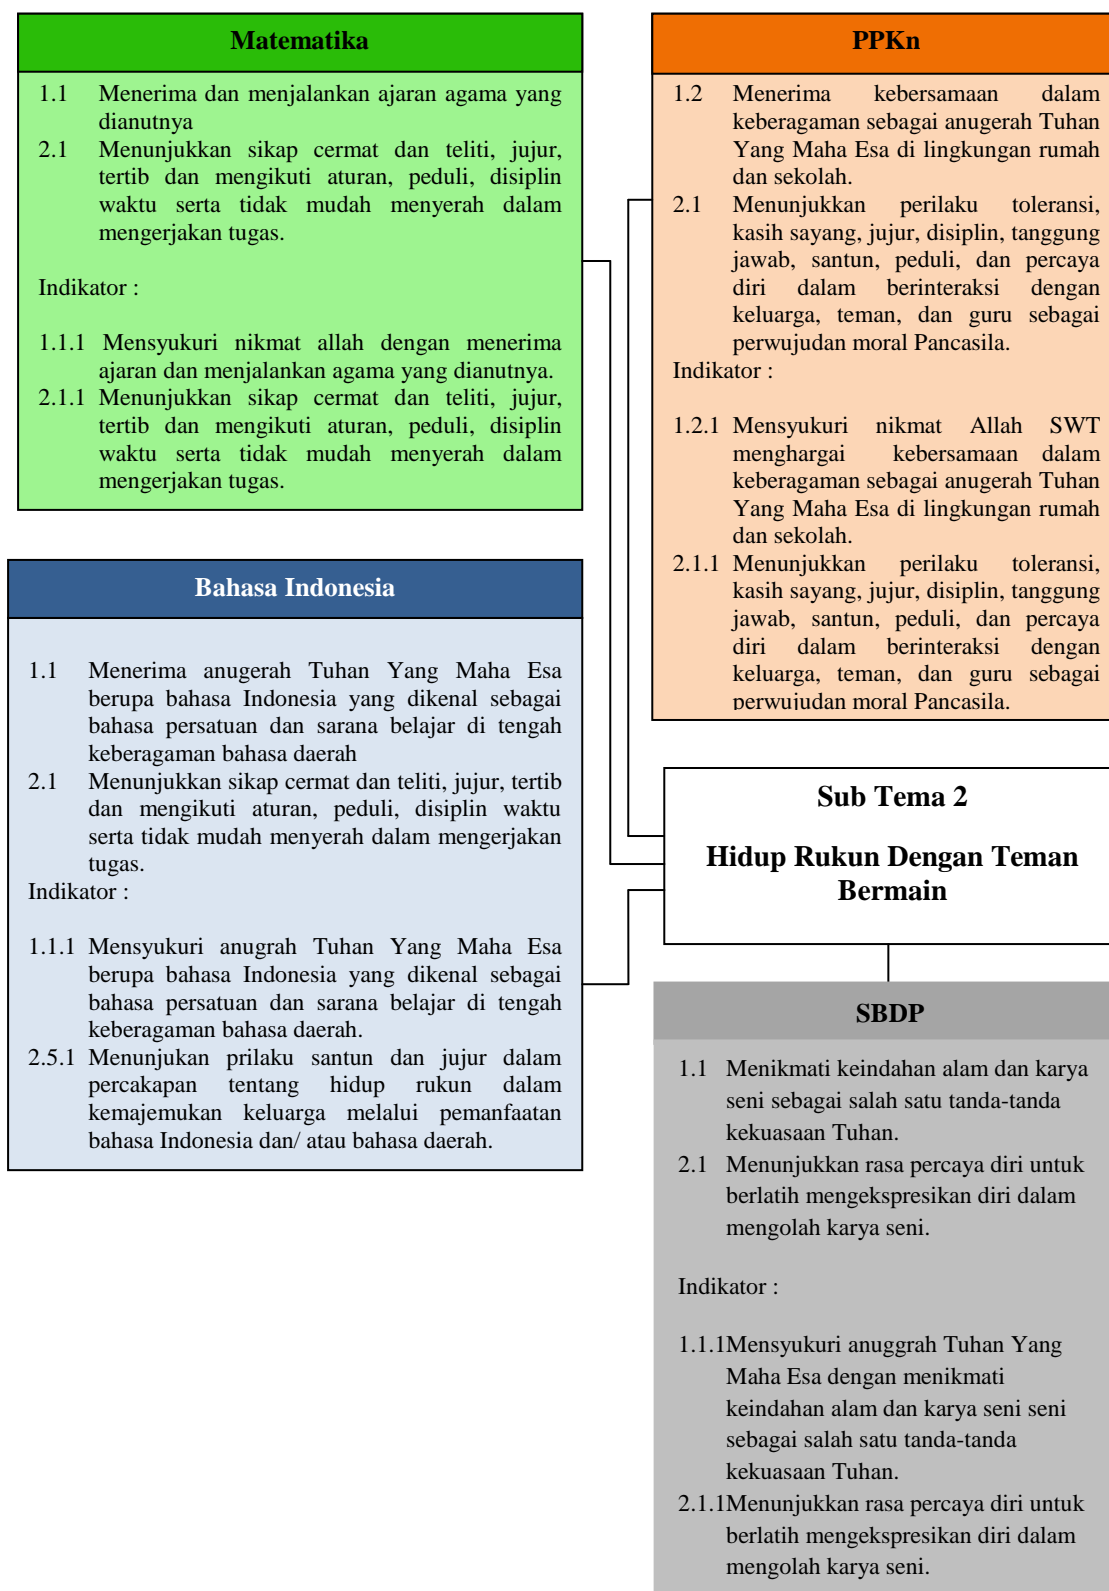 Matematika
1.1 Menerima dan menjalankan ajaran agama yang
dianutnya
2.1 Menunjukkan sikap cermat dan teliti, jujur,
tertib dan mengikuti aturan, peduli, disiplin
waktu serta tidak mudah menyerah dalam
mengerjakan tugas.
Indikator :
1.1.1 Mensyukuri nikmat allah dengan menerima
ajaran dan menjalankan agama yang dianutnya.
2.1.1 Menunjukkan sikap cermat dan teliti, jujur,
tertib dan mengikuti aturan, peduli, disiplin
waktu serta tidak mudah menyerah dalam
mengerjakan tugas.
PPKn
1.2 Menerima kebersamaan dalam
keberagaman sebagai anugerah Tuhan
Yang Maha Esa di lingkungan rumah
dan sekolah.
2.1 Menunjukkan perilaku toleransi,
kasih sayang, jujur, disiplin, tanggung
jawab, santun, peduli, dan percaya
diri dalam berinteraksi dengan
keluarga, teman, dan guru sebagai
perwujudan moral Pancasila.
Indikator :
1.2.1 Mensyukuri nikmat Allah SWT
menghargai kebersamaan dalam
keberagaman sebagai anugerah Tuhan
Yang Maha Esa di lingkungan rumah
dan sekolah.
2.1.1 Menunjukkan perilaku toleransi,
kasih sayang, jujur, disiplin, tanggung
jawab, santun, peduli, dan percaya
diri dalam berinteraksi dengan
keluarga, teman, dan guru sebagai
perwujudan moral Pancasila.
Bahasa Indonesia
1.1 Menerima anugerah Tuhan Yang Maha Esa
berupa bahasa Indonesia yang dikenal sebagai
bahasa persatuan dan sarana belajar di tengah
keberagaman bahasa daerah
2.1 Menunjukkan sikap cermat dan teliti, jujur, tertib
dan mengikuti aturan, peduli, disiplin waktu
serta tidak mudah menyerah dalam mengerjakan
tugas.
Indikator :
1.1.1 Mensyukuri anugrah Tuhan Yang Maha Esa
berupa bahasa Indonesia yang dikenal sebagai
bahasa persatuan dan sarana belajar di tengah
keberagaman bahasa daerah.
2.5.1 Menunjukan prilaku santun dan jujur dalam
percakapan tentang hidup rukun dalam
kemajemukan keluarga melalui pemanfaatan
bahasa Indonesia dan/ atau bahasa daerah.
Sub Tema 2
Hidup Rukun Dengan Teman
Bermain
SBDP
1.1 Menikmati keindahan alam dan karya
seni sebagai salah satu tanda-tanda
kekuasaan Tuhan.
2.1 Menunjukkan rasa percaya diri untuk
berlatih mengekspresikan diri dalam
mengolah karya seni.
Indikator :
1.1.1Mensyukuri anuggrah Tuhan Yang
Maha Esa dengan menikmati
keindahan alam dan karya seni seni
sebagai salah satu tanda-tanda
kekuasaan Tuhan.
2.1.1Menunjukkan rasa percaya diri untuk
berlatih mengekspresikan diri dalam
mengolah karya seni.